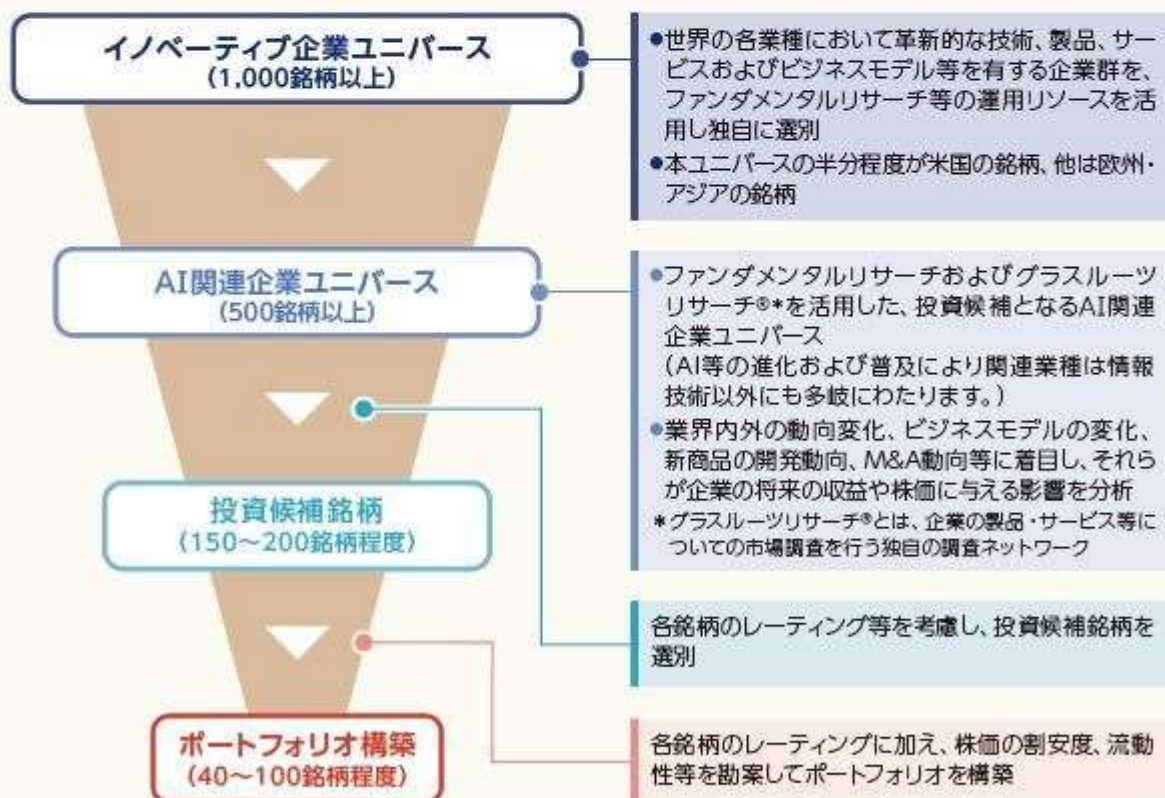 イノベーティブ企業ユニバース
(1,000銘柄以上)
●世界の各業種において革新的な技術、製品、サー
ビスおよびビジネスモデル等を有する企業群を、
ファンダメンタルリサーチ等の運用リソースを活
用し独自に選別
●本ユニバースの半分程度が米国の銘柄、他は欧州・
アジアの銘柄
AI関連企業ユニバース
(500銘柄以上)
●ファンダメンタルリサーチおよびグラスルーツ
リサーチ®*を活用した、投資候補となるAI関連
企業ユニバース
(AI等の進化および普及により関連業種は情報
技術以外にも多岐にわたります。)
●業界内外の動向変化、ビジネスモデルの変化、
新商品の開発動向、M&A動向等に着目し、それら
が企業の将来の収益や株価に与える影響を分析
*グラスルーツリサーチ®とは、企業の製品・サービス等に
ついての市場調査を行う独自の調査ネットワーク
投資候補銘柄
(150〜200銘柄程度)
各銘柄のレーティング等を考慮し、投資候補銘柄を
選別
ポートフォリオ構築
(40〜100銘柄程度)
各銘柄のレーティングに加え、株価の割安度、流動
性等を勘案してポートフォリオを構築